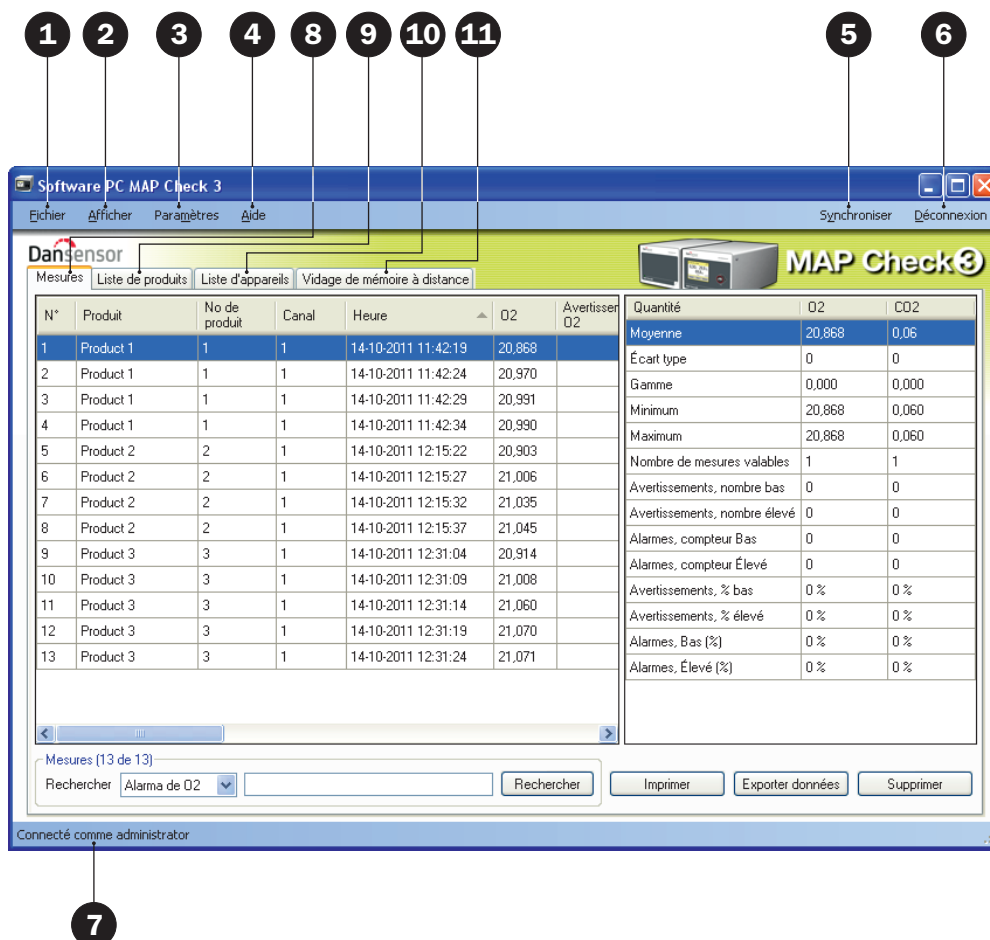 1 2 3 4 8 9 10 11 5 6
Software PC MAP Check 3
Fichier Afficher Paramètres Aide Synchroniser Déconnexion
Dansensor
MAP Check 3
Mesures Liste de produits Liste d'appareils Vidage de mémoire à distance
N° Produit No de produit Canal Heure O2 Avertisser O2
1 Product 1 1 1 14-10-2011 11:42:19 20,868
2 Product 1 1 1 14-10-2011 11:42:24 20,970
3 Product 1 1 1 14-10-2011 11:42:29 20,991
4 Product 1 1 1 14-10-2011 11:42:34 20,990
5 Product 2 2 1 14-10-2011 12:15:22 20,903
6 Product 2 2 1 14-10-2011 12:15:27 21,006
7 Product 2 2 1 14-10-2011 12:15:32 21,035
8 Product 2 2 1 14-10-2011 12:15:37 21,045
9 Product 3 3 1 14-10-2011 12:31:04 20,914
10 Product 3 3 1 14-10-2011 12:31:09 21,008
11 Product 3 3 1 14-10-2011 12:31:14 21,060
12 Product 3 3 1 14-10-2011 12:31:19 21,070
13 Product 3 3 1 14-10-2011 12:31:24 21,071
Quantité O2 CO2
Moyenne 20,868 0,06
Écart type 0 0
Gamme 0,000 0,000
Minimum 20,868 0,060
Maximum 20,868 0,060
Nombre de mesures valables 1 1
Avertissements, nombre bas 0 0
Avertissements, nombre élevé 0 0
Alarmes, compteur Bas 0 0
Alarmes, compteur Élevé 0 0
Avertissements, % bas 0 % 0 %
Avertissements, % élevé 0 % 0 %
Alarmes, Bas (%) 0 % 0 %
Alarmes, Élevé (%) 0 % 0 %
Mesures (13 de 13)
Rechercher Alarma de O2 Rechercher Imprimer Exporter données Supprimer
Connecté comme administrator
7